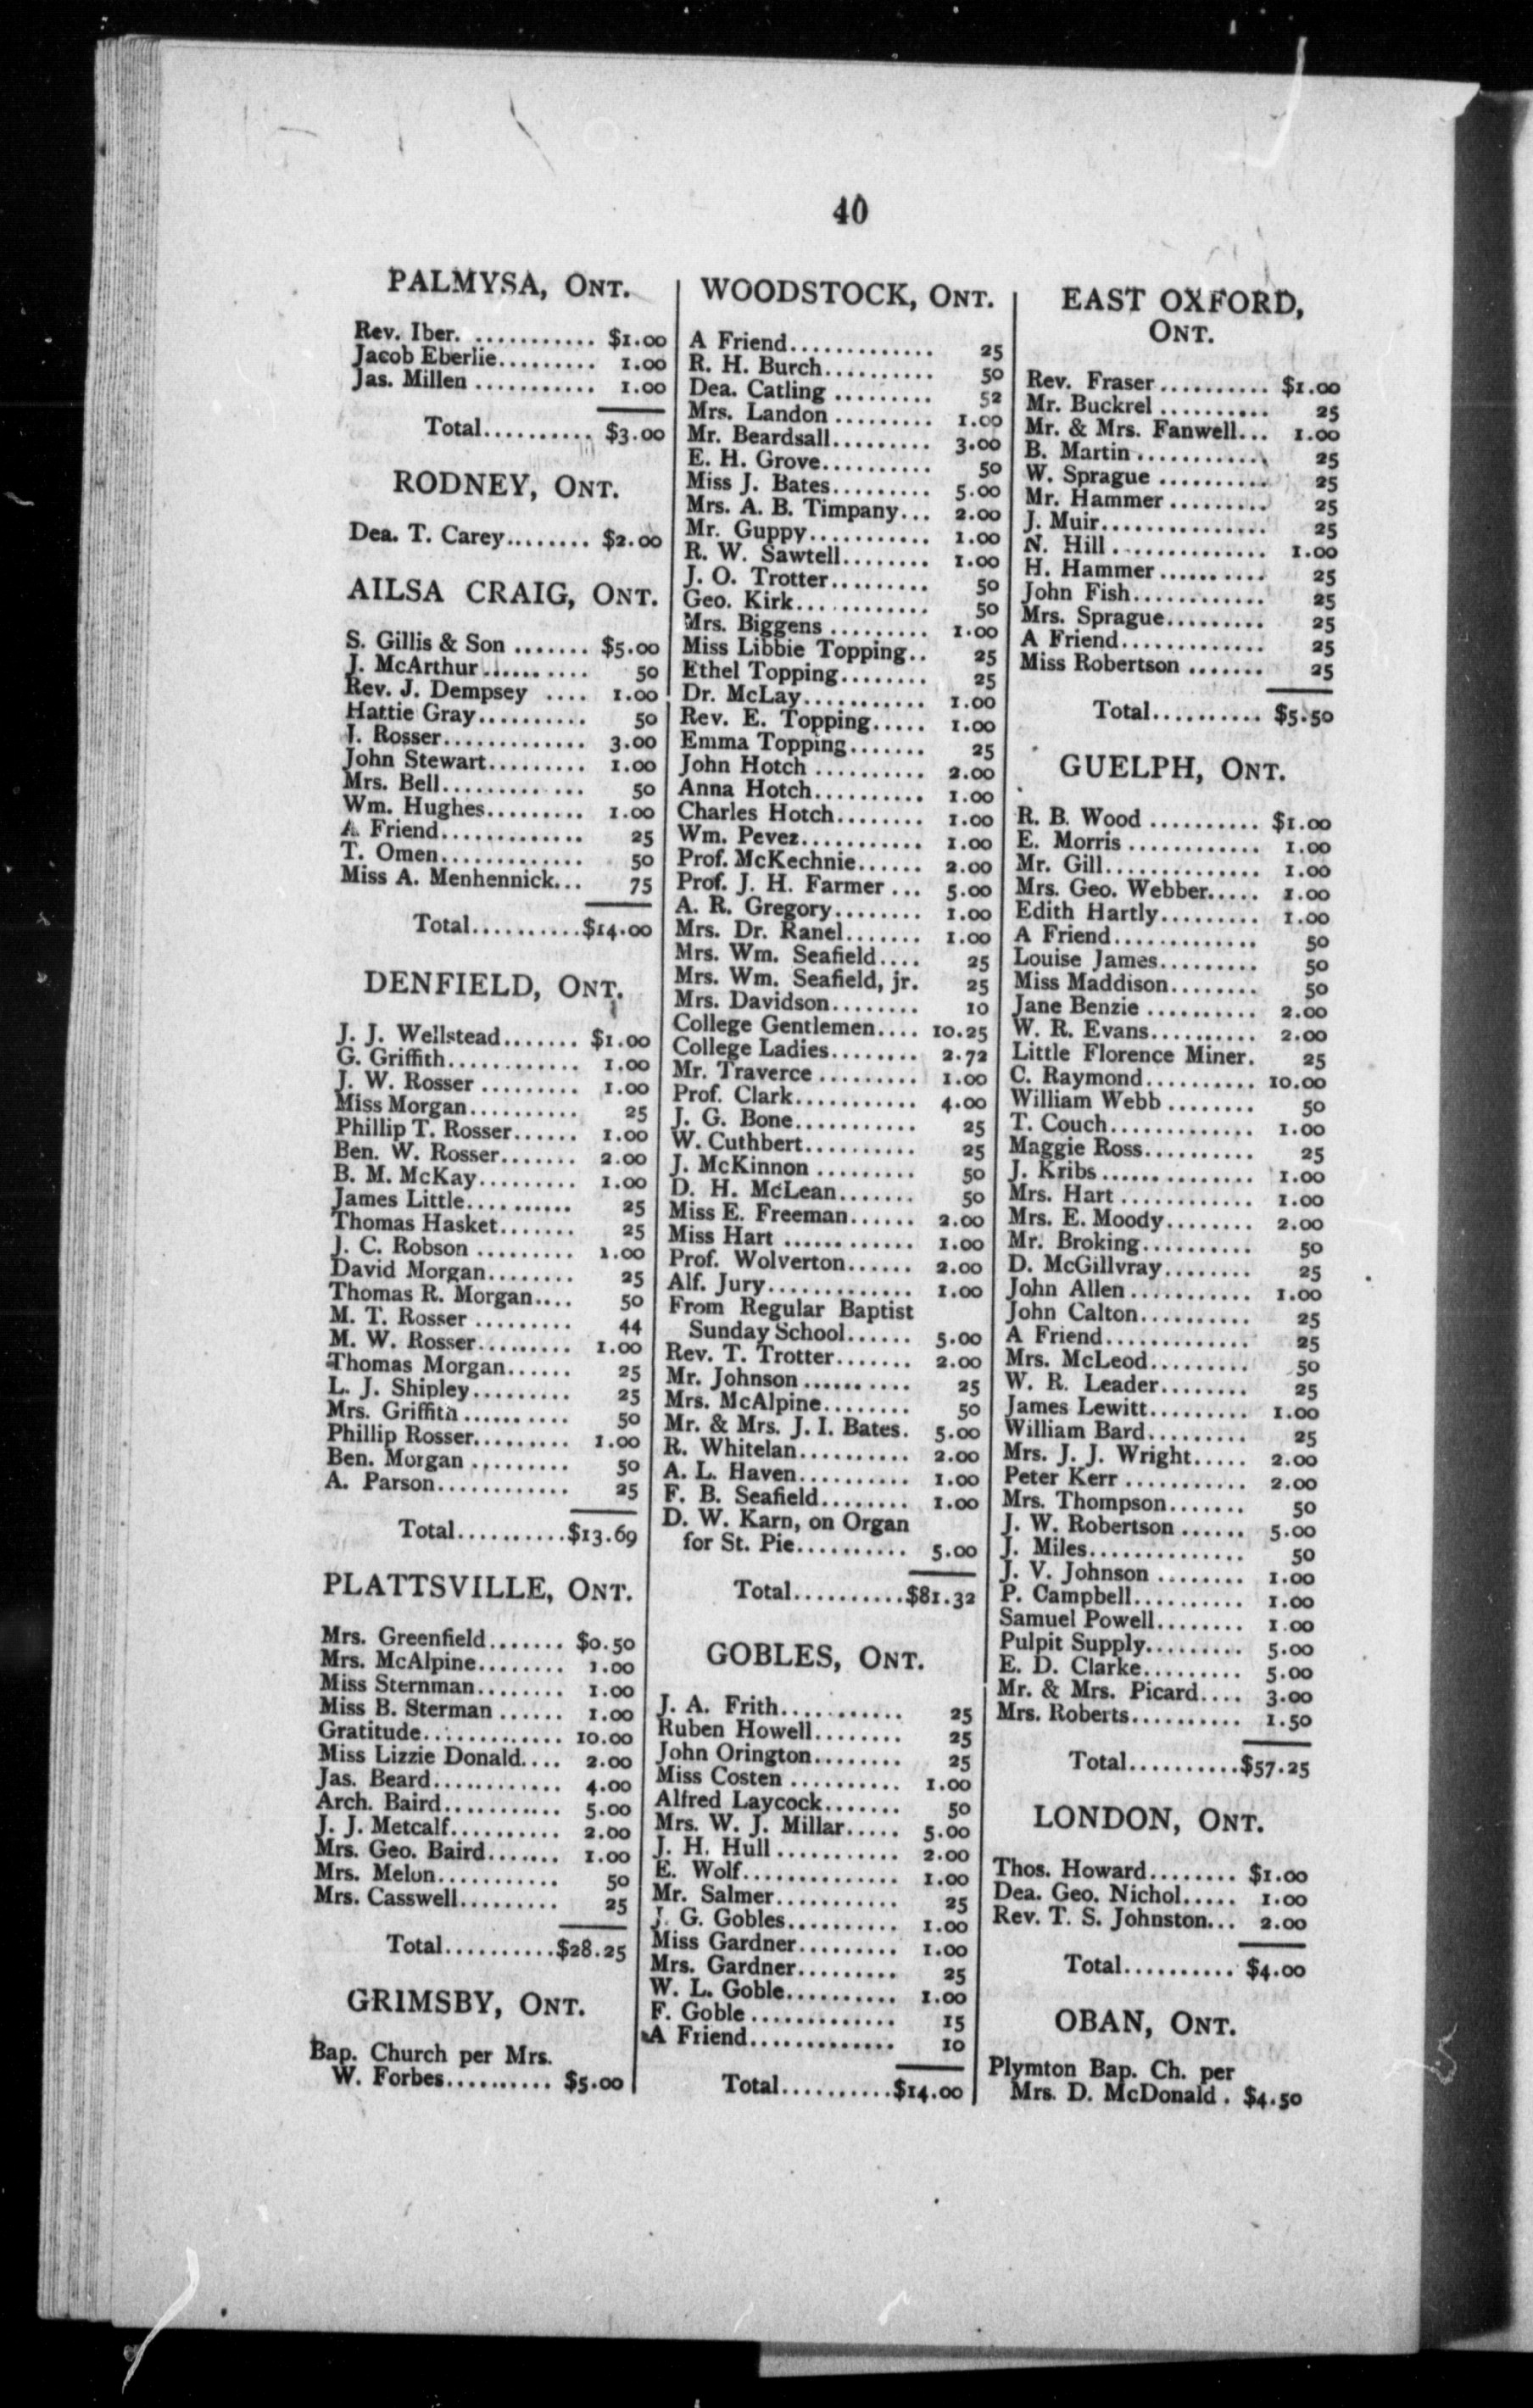 40
PALMYSA, ONT.
Rev. Iber. ........... $1.00
Jacob Eberlie......... 1.00
Jas. Millen ........... 1.00
Total.......... $3.00
RODNEY, ONT.
Dea. T. Carey........ $2.00
AILSA CRAIG, ONT.
S. Gillis & Son ....... $5.00
J. McArthur.......... 50
Rev. J. Dempsey .... 1.00
Hattie Gray.......... 50
J. Rosser............. 3.00
John Stewart......... 1.00
Mrs. Bell............. 50
Wm. Hughes......... 1.00
A Friend............. 25
T. Omen............. 50
Miss A. Menhennick... 75
Total..........$14.00
DENFIELD, ONT.
J. J. Wellstead....... $1.00
G. Griffith............ 1.00
J. W. Rosser ......... 1.00
Miss Morgan.......... 25
Phillip T. Rosser...... 1.00
Ben. W. Rosser....... 2.00
B. M. McKay......... 1.00
James Little.......... 25
Thomas Hasket....... 25
J. C. Robson ......... 1.00
David Morgan........ 25
Thomas R. Morgan.... 50
M. T. Rosser ......... 44
M. W. Rosser......... 1.00
Thomas Morgan...... 25
L. J. Shipley......... 25
Mrs. Griffith.......... 50
Phillip Rosser......... 1.00
Ben. Morgan ......... 50
A. Parson............ 25
Total..........$13.69
PLATTSVILLE, ONT.
Mrs. Greenfield....... $0.50
Mrs. McAlpine........ 1.00
Miss Sternman........ 1.00
Miss B. Sterman ...... 1.00
Gratitude............. 10.00
Miss Lizzie Donald.... 2.00
Jas. Beard............ 4.00
Arch. Baird........... 5.00
J. J. Metcalf.......... 2.00
Mrs. Geo. Baird....... 1.00
Mrs. Melon........... 50
Mrs. Casswell......... 25
Total..........$28.25
GRIMSBY, ONT.
Bap. Church per Mrs.
W. Forbes.......... $5.00
WOODSTOCK, ONT.
A Friend............. 25
R. H. Burch.......... 50
Dea. Catling ......... 52
Mrs. Landon ......... 1.00
Mr. Beardsall......... 3.00
E. H. Grove.......... 50
Miss J. Bates......... 5.00
Mrs. A. B. Timpany... 2.00
Mr. Guppy........... 1.00
R. W. Sawtell........ 1.00
J. O. Trotter......... 50
Geo. Kirk............ 50
Mrs. Biggens ......... 1.00
Miss Libbie Topping.. 25
Ethel Topping........ 25
Dr. McLay........... 1.00
Rev. E. Topping..... 1.00
Emma Topping....... 25
John Hotch .......... 2.00
Anna Hotch.......... 1.00
Charles Hotch........ 1.00
Wm. Pevez........... 1.00
Prof. McKechnie...... 2.00
Prof. J. H. Farmer ... 5.00
A. R. Gregory........ 1.00
Mrs. Dr. Ranel....... 1.00
Mrs. Wm. Seafield.... 25
Mrs. Wm. Seafield, jr. 25
Mrs. Davidson........ 10
College Gentlemen.... 10.25
College Ladies........ 2.72
Mr. Traverce ......... 1.00
Prof. Clark........... 4.00
J. G. Bone........... 25
W. Cuthbert.......... 25
J. McKinnon ......... 50
D. H. McLean....... 50
Miss E. Freeman...... 2.00
Miss Hart ............ 1.00
Prof. Wolverton...... 2.00
Alf. Jury............. 1.00
From Regular Baptist
Sunday School...... 5.00
Rev. T. Trotter....... 2.00
Mr. Johnson .......... 25
Mrs. McAlpine........ 50
Mr. & Mrs. J. I. Bates. 5.00
R. Whitelan.......... 2.00
A. L. Haven.......... 1.00
F. B. Seafield........ 1.00
D. W. Karn, on Organ
for St. Pie.......... 5.00
Total..........$81.32
GOBLES, ONT.
J. A. Frith........... 25
Ruben Howell........ 25
John Orington........ 25
Miss Costen .......... 1.00
Alfred Laycock....... 50
Mrs. W. J. Millar..... 5.00
J. H. Hull ........... 2.00
E. Wolf.............. 1.00
Mr. Salmer........... 25
J. G. Gobles.......... 1.00
Miss Gardner......... 1.00
Mrs. Gardner......... 25
W. L. Goble.......... 1.00
F. Goble ............. 15
A Friend............. 10
Total..........$14.00
EAST OXFORD,
ONT.
Rev. Fraser.......... $1.00
Mr. Buckrel .......... 25
Mr. & Mrs. Fanwell... 1.00
B. Martin............ 25
W. Sprague .......... 25
Mr. Hammer ......... 25
J. Muir............... 25
N. Hill .............. 1.00
H. Hammer.......... 25
John Fish............ 25
Mrs. Sprague......... 25
A Friend............. 25
Miss Robertson ....... 25
Total.......... $5.50
GUELPH, ONT.
R. B. Wood .......... $1.00
E. Morris ............ 1.00
Mr. Gill.............. 1.00
Mrs. Geo. Webber..... 1.00
Edith Hartly......... 1.00
A Friend............. 50
Louise James......... 50
Miss Maddison........ 50
Jane Benzie .......... 2.00
W. R. Evans.......... 2.00
Little Florence Miner. 25
C. Raymond.......... 10.00
William Webb ........ 50
T. Couch............. 1.00
Maggie Ross.......... 25
J. Kribs .............. 1.00
Mrs. Hart ............ 1.00
Mrs. E. Moody........ 2.00
Mr. Broking.......... 50
D. McGillvray........ 25
John Allen ........... 1.00
John Calton.......... 25
A Friend............. 25
Mrs. McLeod......... 50
W. R. Leader........ 25
James Lewitt......... 1.00
William Bard......... 25
Mrs. J. J. Wright..... 2.00
Peter Kerr ........... 2.00
Mrs. Thompson....... 50
J. W. Robertson ...... 5.00
J. Miles.............. 50
J. V. Johnson ........ 1.00
P. Campbell.......... 1.00
Samuel Powell........ 1.00
Pulpit Supply......... 5.00
E. D. Clarke......... 5.00
Mr. & Mrs. Picard.... 3.00
Mrs. Roberts.......... 1.50
Total..........$57.25
LONDON, ONT.
Thos. Howard........ $1.00
Dea. Geo. Nichol..... 1.00
Rev. T. S. Johnston... 2.00
Total.......... $4.00
OBAN, ONT.
Plymton Bap. Ch. per
Mrs. D. McDonald . $4.50